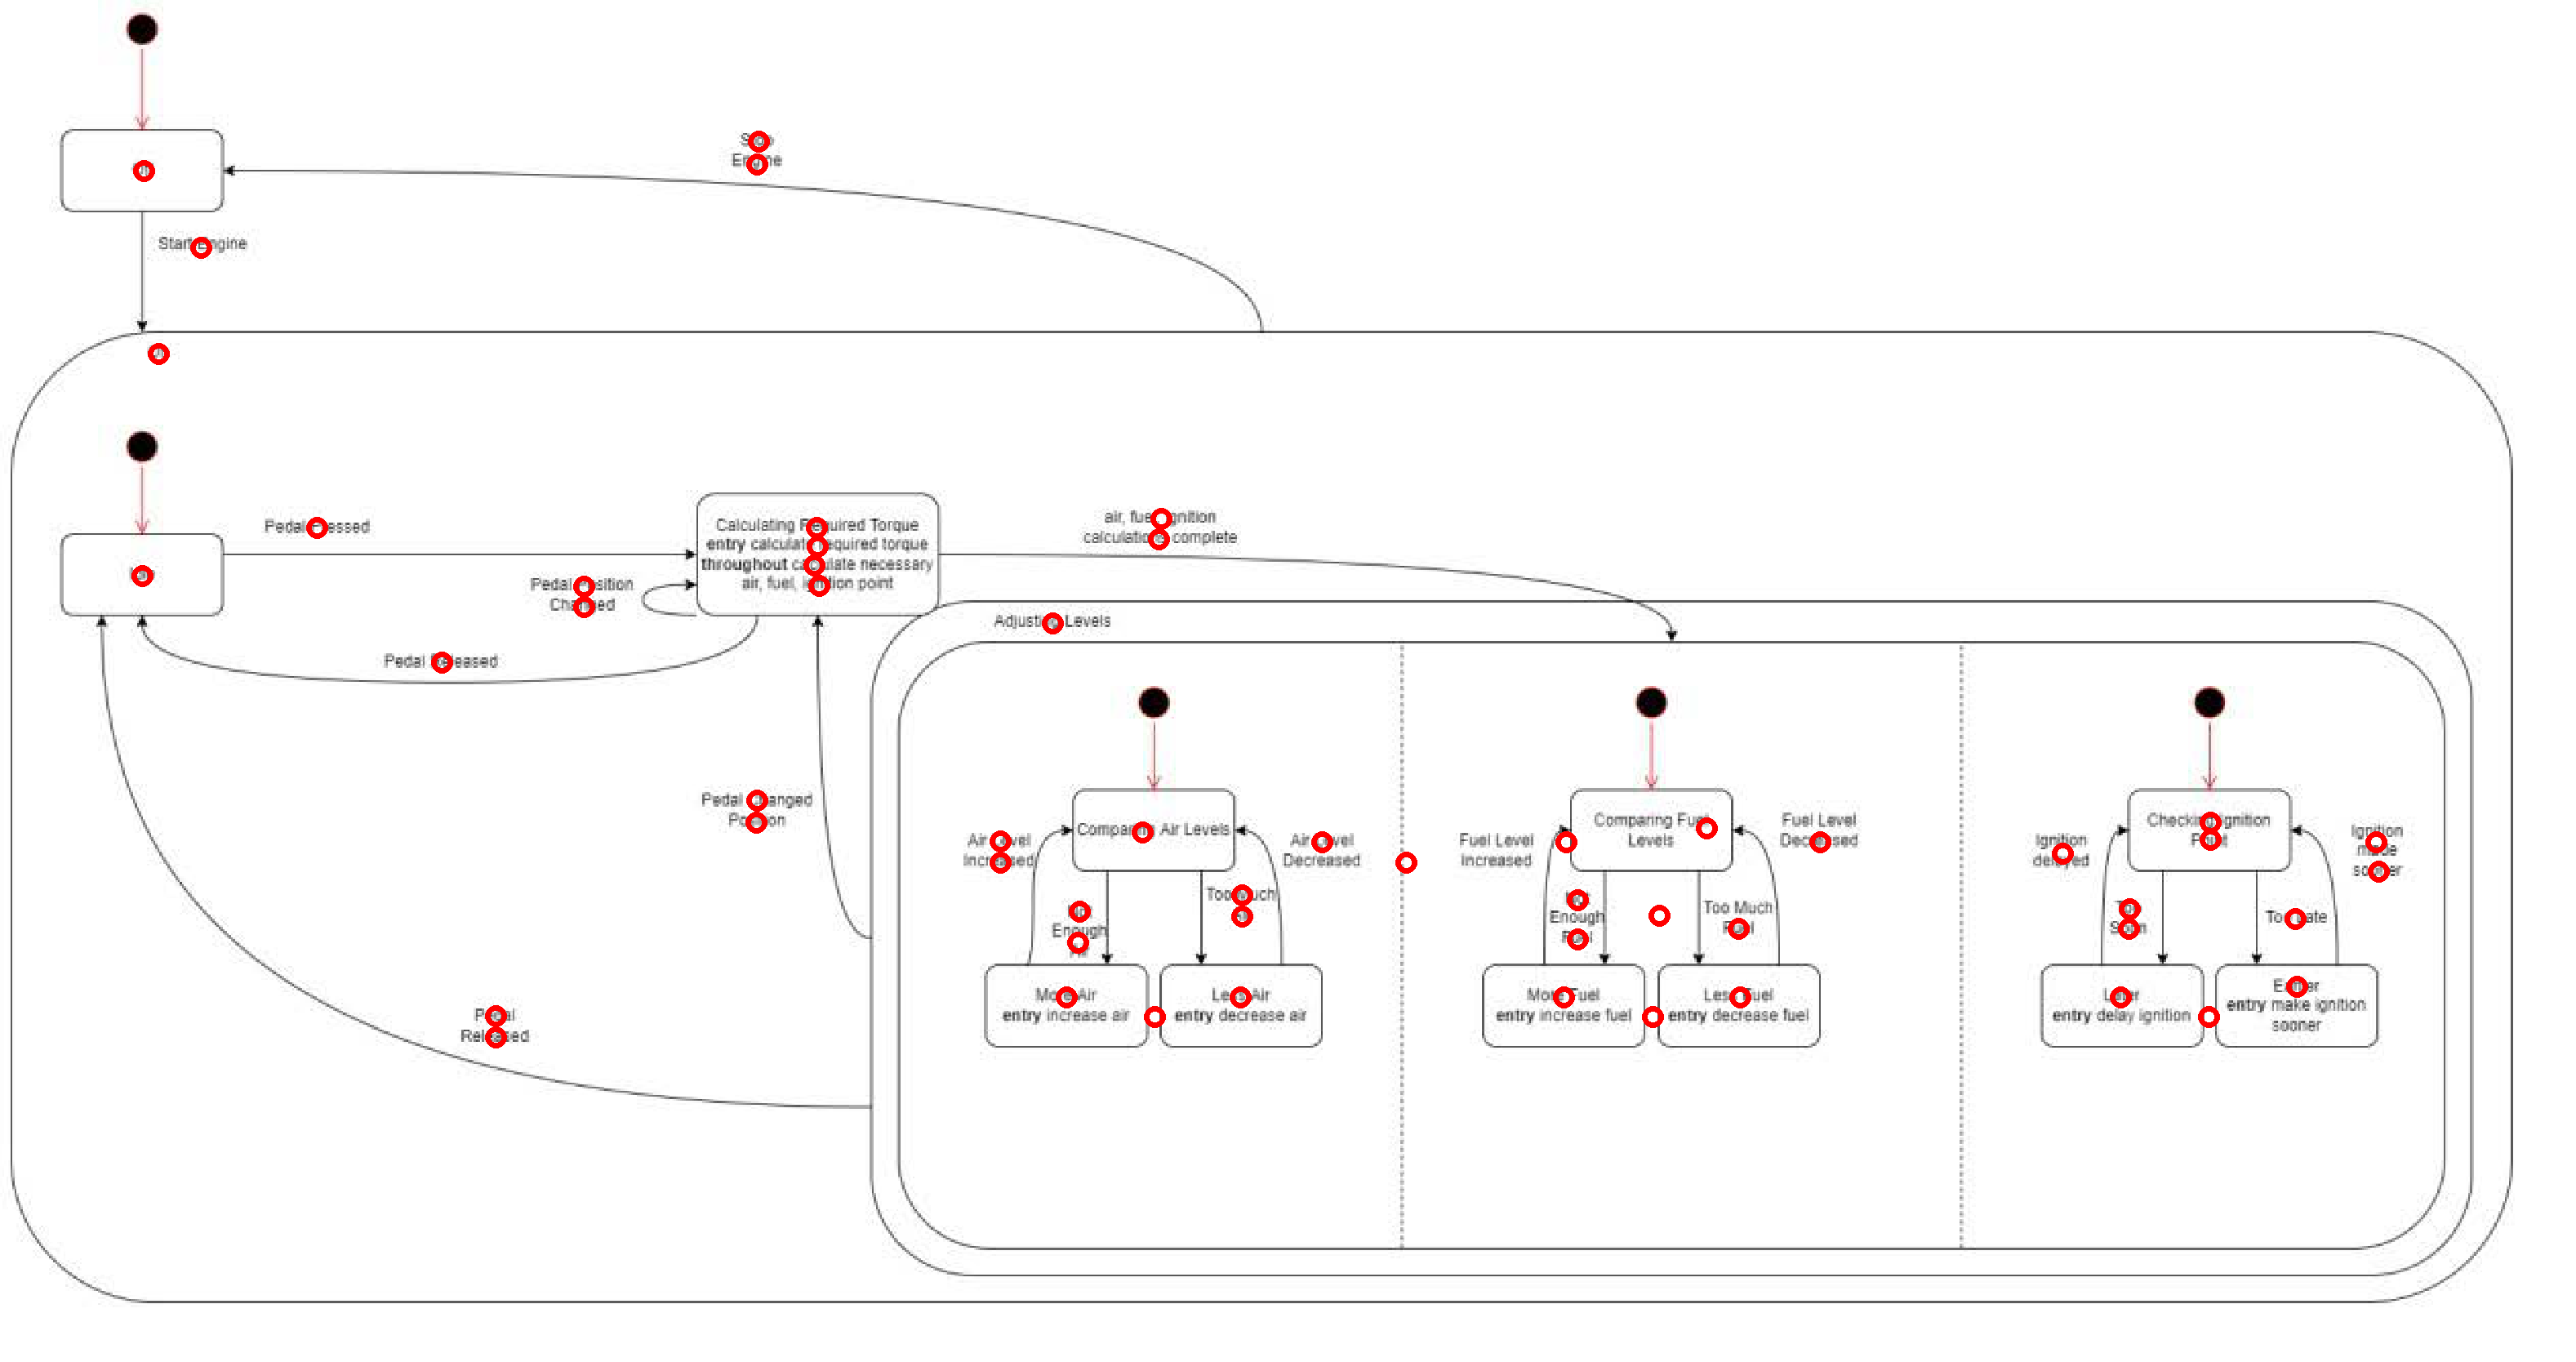 Stop
Engine
Start Engine
Pedal Pressed
Calculating Required Torque
entry calculate required torque
throughout calculate necessary
air, fuel, ignition point
air, fuel, ignition
calculations complete
Pedal Position
Changed
Adjusting Levels
Pedal Released
Pedal Changed
Position
Air Level
Increased
Comparing Air Levels
Air Level
Decreased
Fuel Level
Increased
Comparing Fuel
Levels
Fuel Level
Decreased
Ignition
delayed
Checking Ignition
Point
Ignition
made
sooner
Not
Enough
Air
Too Much
Not
Enough
Fuel
Too Much
Fuel
Too
Soon
Too Late
More Air
entry increase air
Less Air
entry decrease air
More Fuel
entry increase fuel
Less Fuel
entry decrease fuel
Later
entry delay ignition
Earlier
entry make ignition
sooner
Pedal
Released